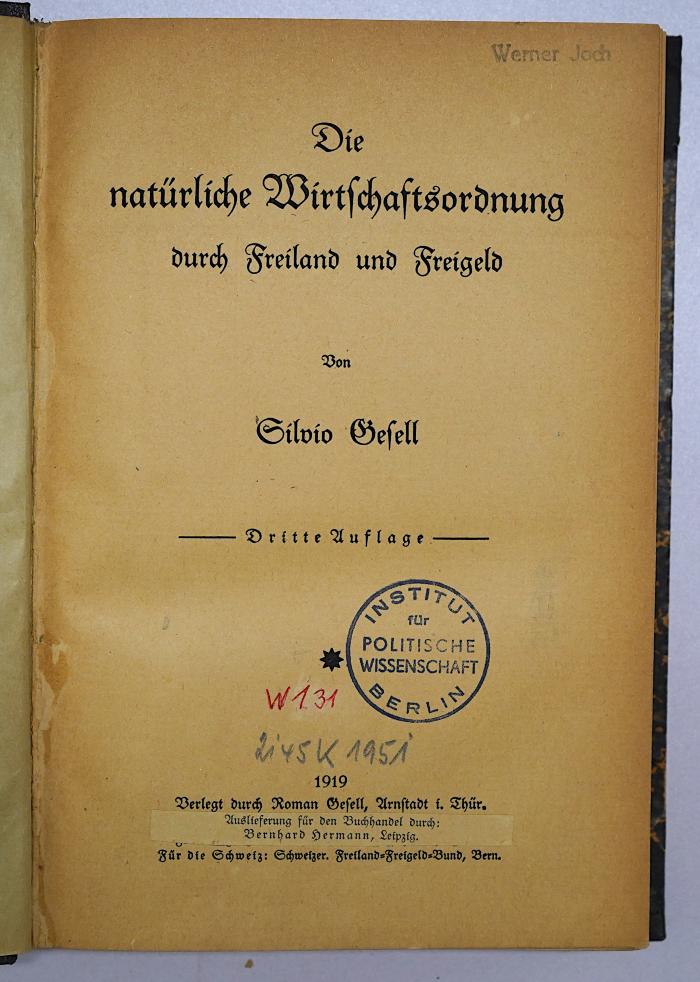 Werner Joch
Die
natürliche Wirtschaftsordnung
durch Freiland und Freigeld
Von
Silvio Gesell
Dritte Auflage
INSTITUT
für
POLITISCHE
WISSENSCHAFT
BERLIN
W131
2i45K 1951
1919
Verlegt durch Roman Gesell, Arnstadt i. Thür.
Auslieferung für den Buchhandel durch:
Bernhard Hermann, Leipzig.
Für die Schweiz: Schweizer. Freiland-Freigeld-Bund, Bern.